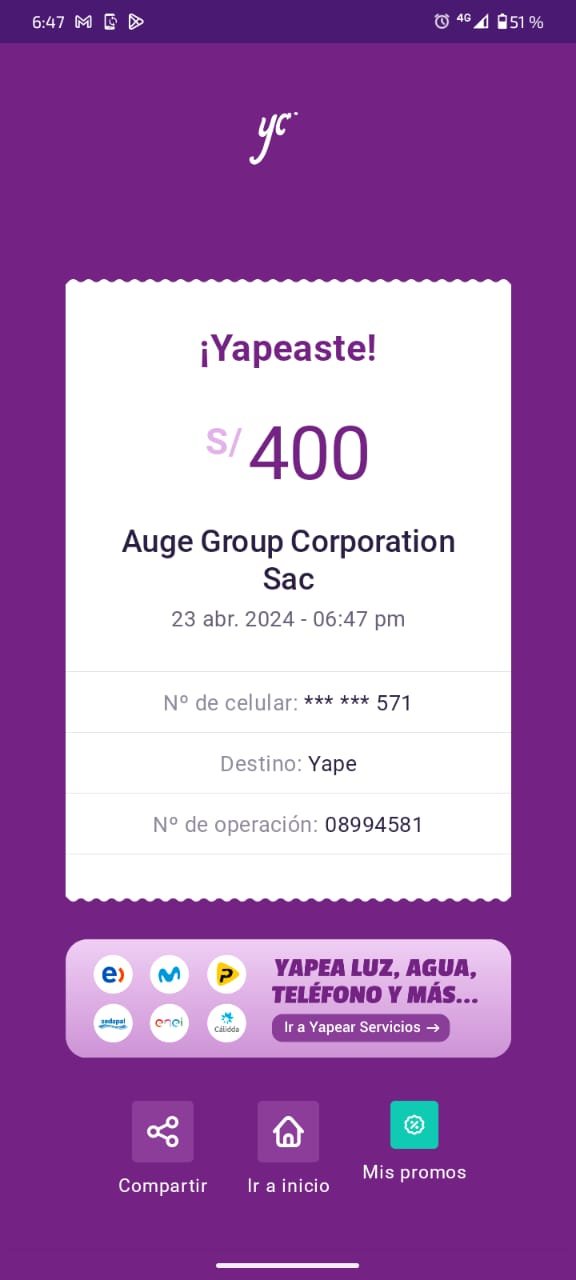 6:47 4G 51 %
yc
¡Yapeaste!
S/ 400
Auge Group Corporation
Sac
23 abr. 2024 - 06:47 pm
Nº de celular: *** *** 571
Destino: Yape
Nº de operación: 08994581
e) P
YAPEA LUZ, AGUA,
TELÉFONO Y MÁS...
sedapal enel Cálidda
Ir a Yapear Servicios →
Compartir Ir a inicio Mis promos